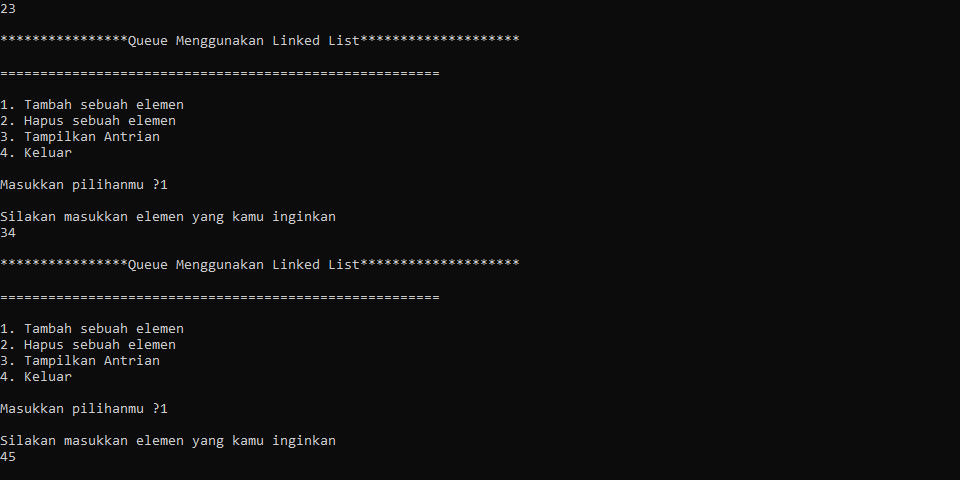 23
****************Queue Menggunakan Linked List********************
=======================================================
1. Tambah sebuah elemen
2. Hapus sebuah elemen
3. Tampilkan Antrian
4. Keluar
Masukkan pilihanmu ?1
Silakan masukkan elemen yang kamu inginkan
34
****************Queue Menggunakan Linked List********************
=======================================================
1. Tambah sebuah elemen
2. Hapus sebuah elemen
3. Tampilkan Antrian
4. Keluar
Masukkan pilihanmu ?1
Silakan masukkan elemen yang kamu inginkan
45